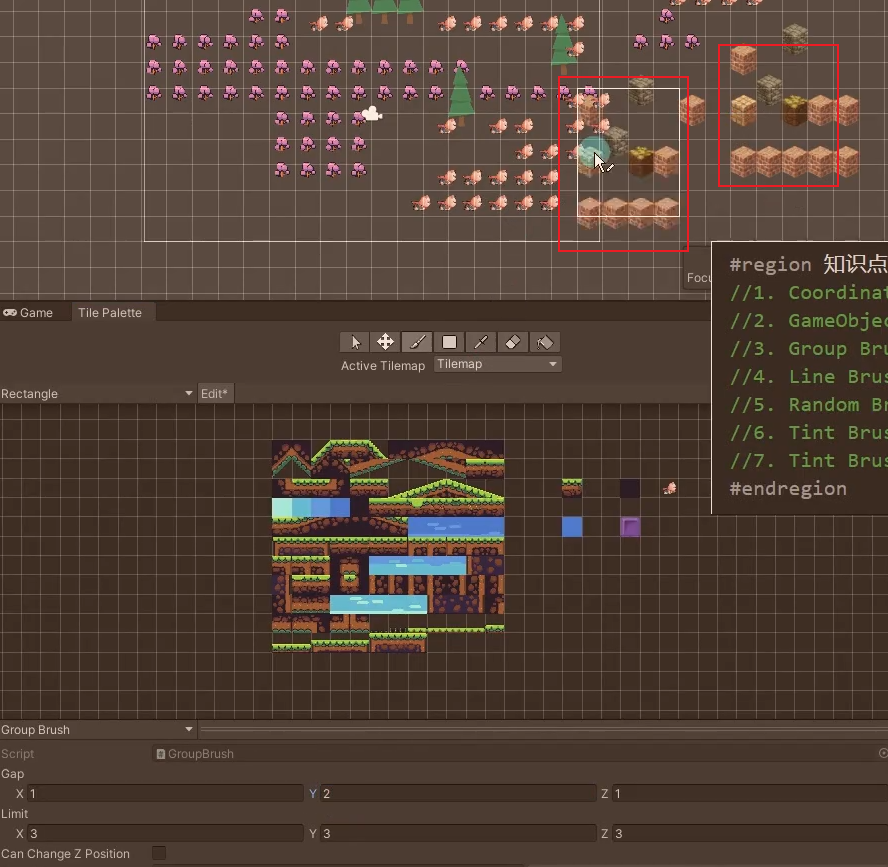 Focu
#region 知识点
//1. Coordinat
//2. GameObjec
//3. Group Bru
//4. Line Brus
//5. Random Br
//6. Tint Brus
//7. Tint Brus
#endregion
Game
Tile Palette
Active Tilemap
Tilemap
Rectangle
Edit*
Group Brush
Script
GroupBrush
Gap
X 1
Y 2
Z 1
Limit
X 3
Y 3
Z 3
Can Change Z Position